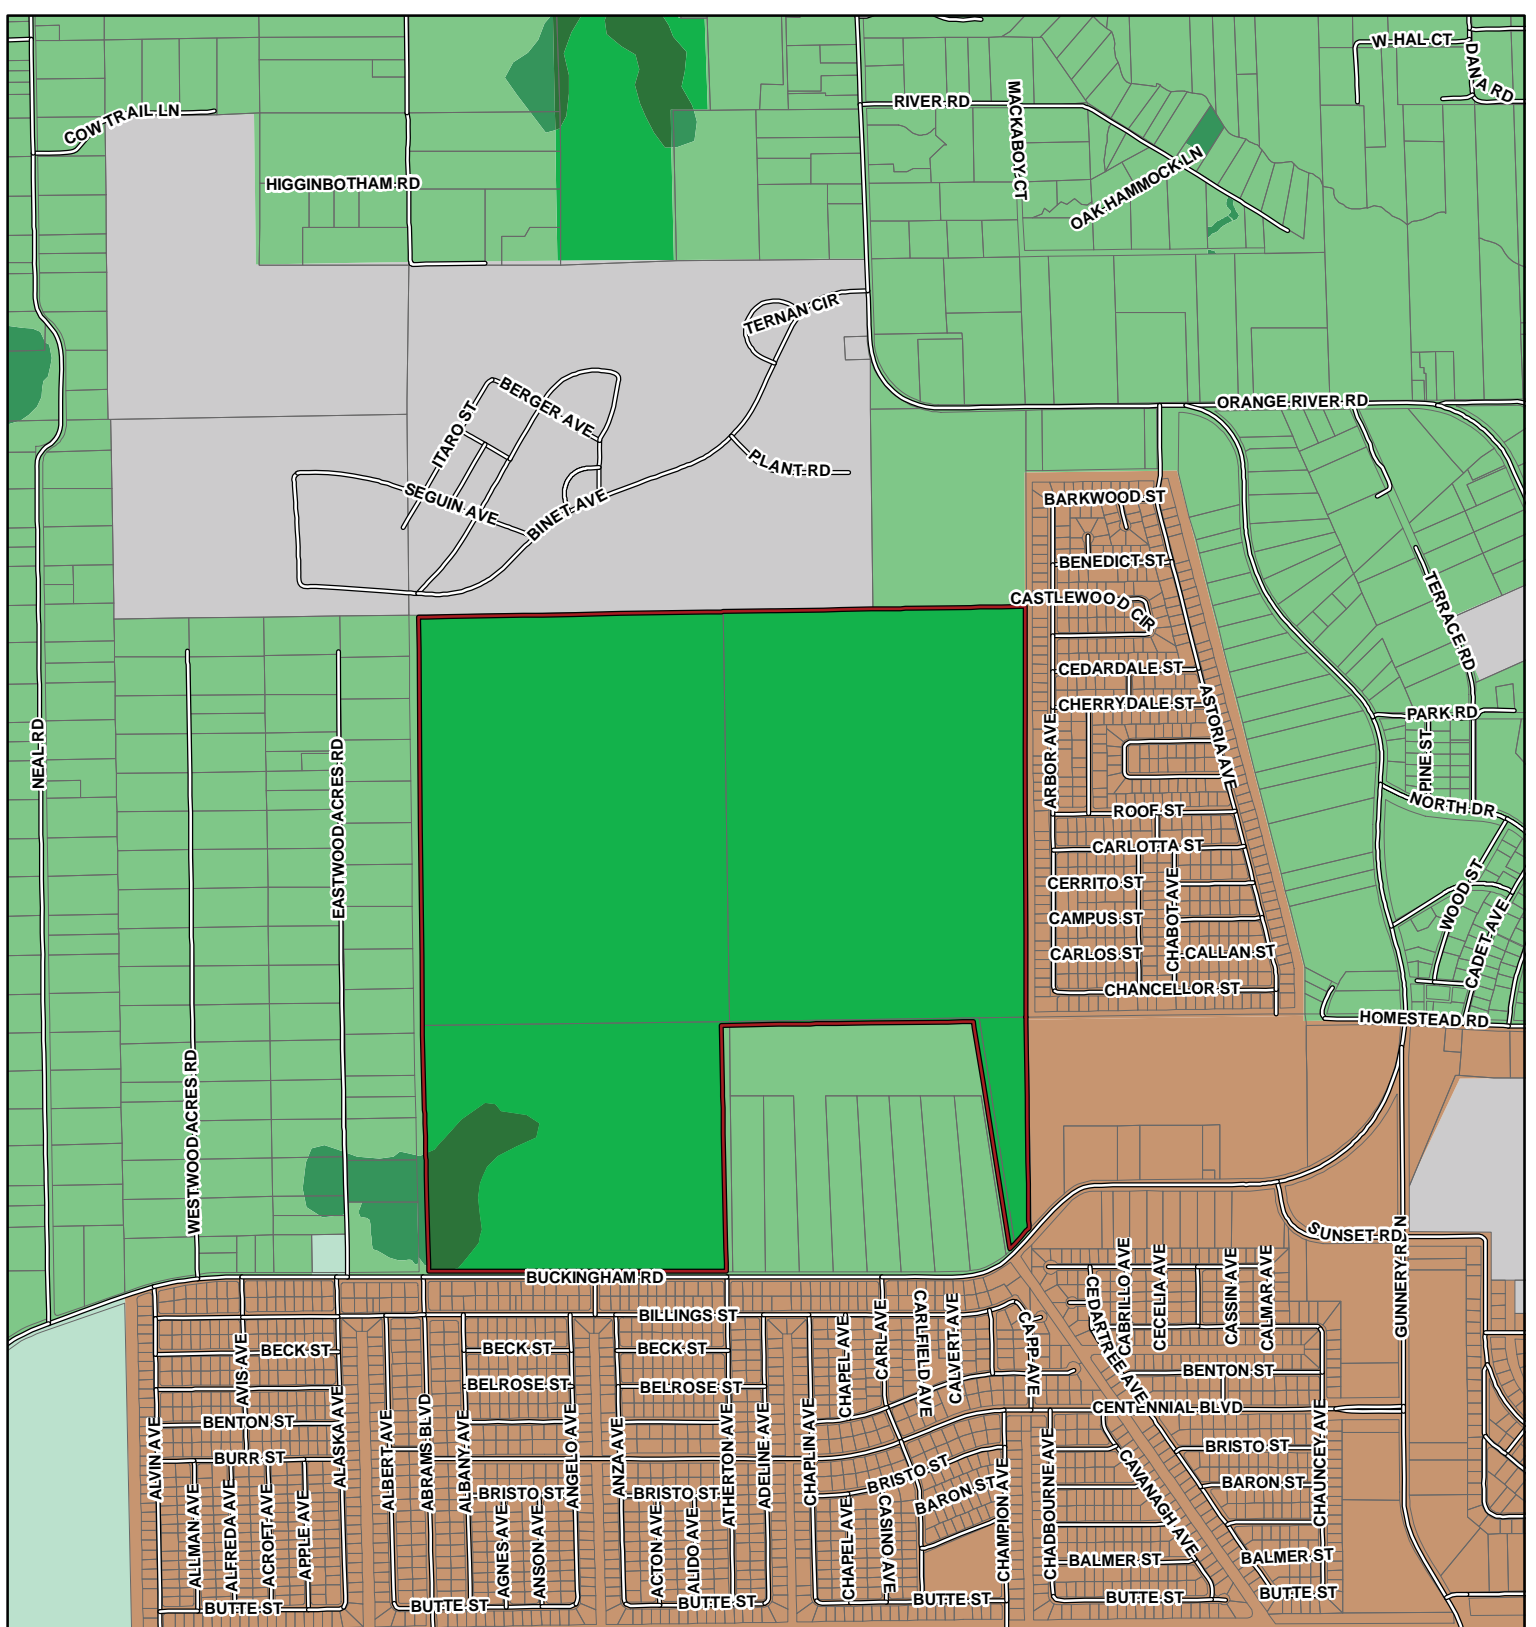 W HAL CT
DANA RD
RIVER RD
MACKABOY CT
COW TRAIL LN
OAK HAMMOCK LN
HIGGINBOTHAM RD
TERNAN CIR
BERGER AVE
ITARO ST
ORANGE RIVER RD
PLANT RD
SEGUIN AVE
BINET AVE
BARKWOOD ST
BENEDICT ST
CASTLEWOOD CIR
TERRACE RD
CEDARDALE ST
CHERRYDALE ST
ASTORIA AVE
ARBOR AVE
PARK RD
PINE ST
NORTH DR
NEAL RD
EASTWOOD ACRES RD
ROOF ST
CARLOTTA ST
CERRITO ST
CHABOT AVE
CAMPUS ST
CARLOS ST
CALLAN ST
CHANCELLOR ST
WOOD ST
CADET AVE
HOMESTEAD RD
WESTWOOD ACRES RD
SUNSET RD
GUNNERY RD N
BUCKINGHAM RD
BILLINGS ST
CABRILLO AVE
CECELIA AVE
CASSIN AVE
CALMAR AVE
CEDARTREE AVE
CARL AVE
CARLFIELD AVE
CALVERT AVE
CHAPEL AVE
CAPP AVE
AVIS AVE
BECK ST
BECK ST
BECK ST
BELROSE ST
BELROSE ST
BENTON ST
BENTON ST
CENTENNIAL BLVD
ALVIN AVE
ALASKA AVE
ALBERT AVE
ABRAMS BLVD
ALBANY AVE
ANGELO AVE
ANZA AVE
ATHERTON AVE
ADELINE AVE
CHAPLIN AVE
BURR ST
BRISTO ST
BRISTO ST
BRISTO ST
BRISTO ST
BARON ST
BARON ST
CHAMPION AVE
CHADBOURNE AVE
CAVANAGH AVE
CHAUNCEY AVE
ALLMAN AVE
ALFREDA AVE
ACROFT AVE
APPLE AVE
AGNES AVE
ANSON AVE
ACTON AVE
ALIDO AVE
CHAPEL AVE
CASINO AVE
BALMER ST
BALMER ST
BUTTE ST
BUTTE ST
BUTTE ST
BUTTE ST
BUTTE ST
BUTTE ST